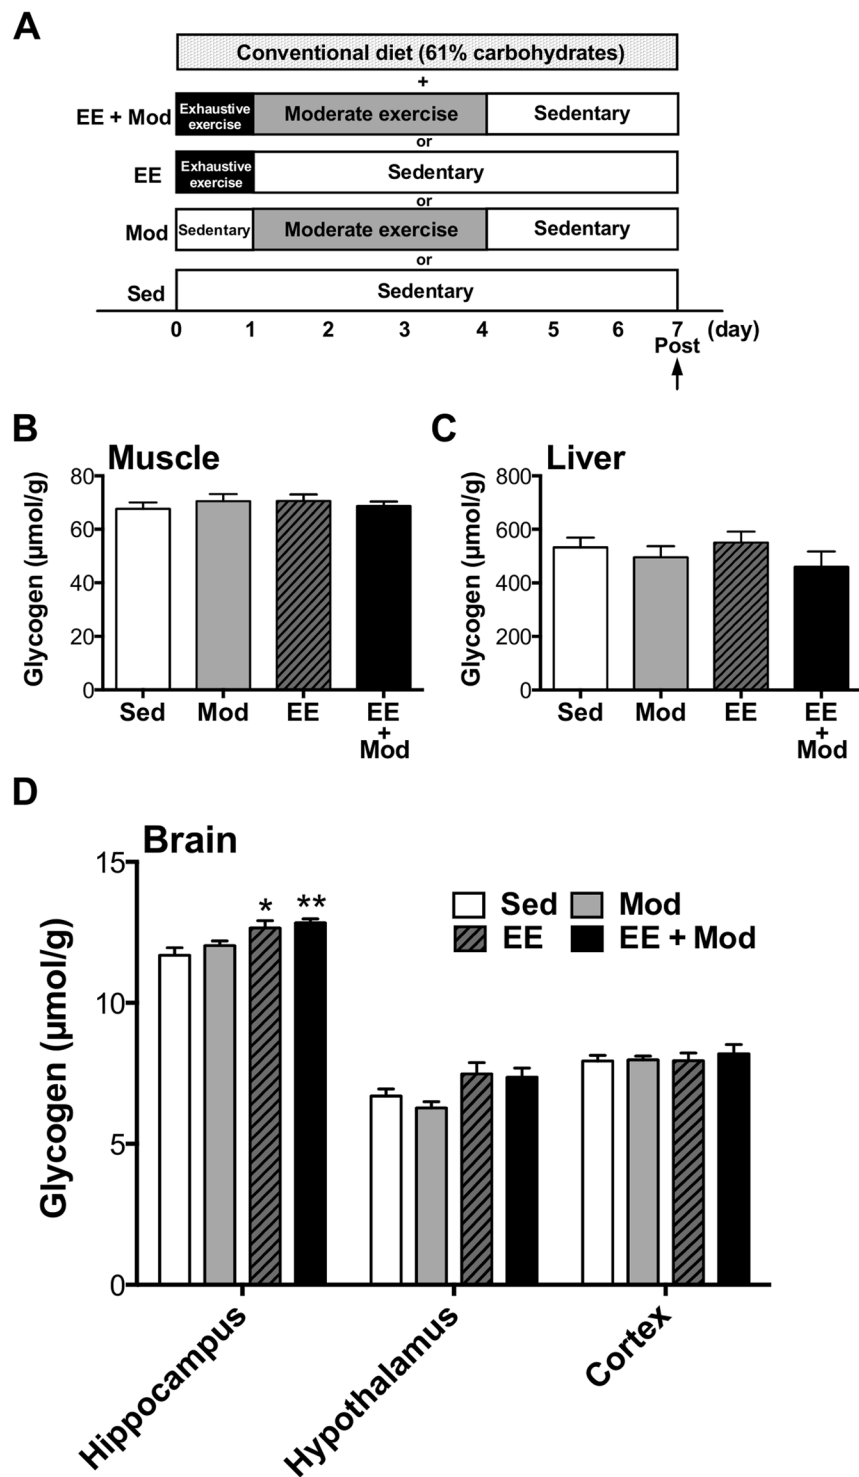 A
Conventional diet (61% carbohydrates)
+
EE + Mod
Exhaustive
exercise
Moderate exercise
Sedentary
or
EE
Exhaustive
exercise
Sedentary
or
Mod
Sedentary
Moderate exercise
Sedentary
or
Sed
Sedentary
0 1 2 3 4 5 6 7 (day)
Post
B
Muscle
Glycogen (µmol/g)
80
60
40
20
0
Sed Mod EE EE
+
Mod
C
Liver
Glycogen (µmol/g)
800
600
400
200
0
Sed Mod EE EE
+
Mod
D
Brain
Glycogen (µmol/g)
15
10
5
0
* **
Sed Mod
EE EE + Mod
Hippocampus
Hypothalamus
Cortex